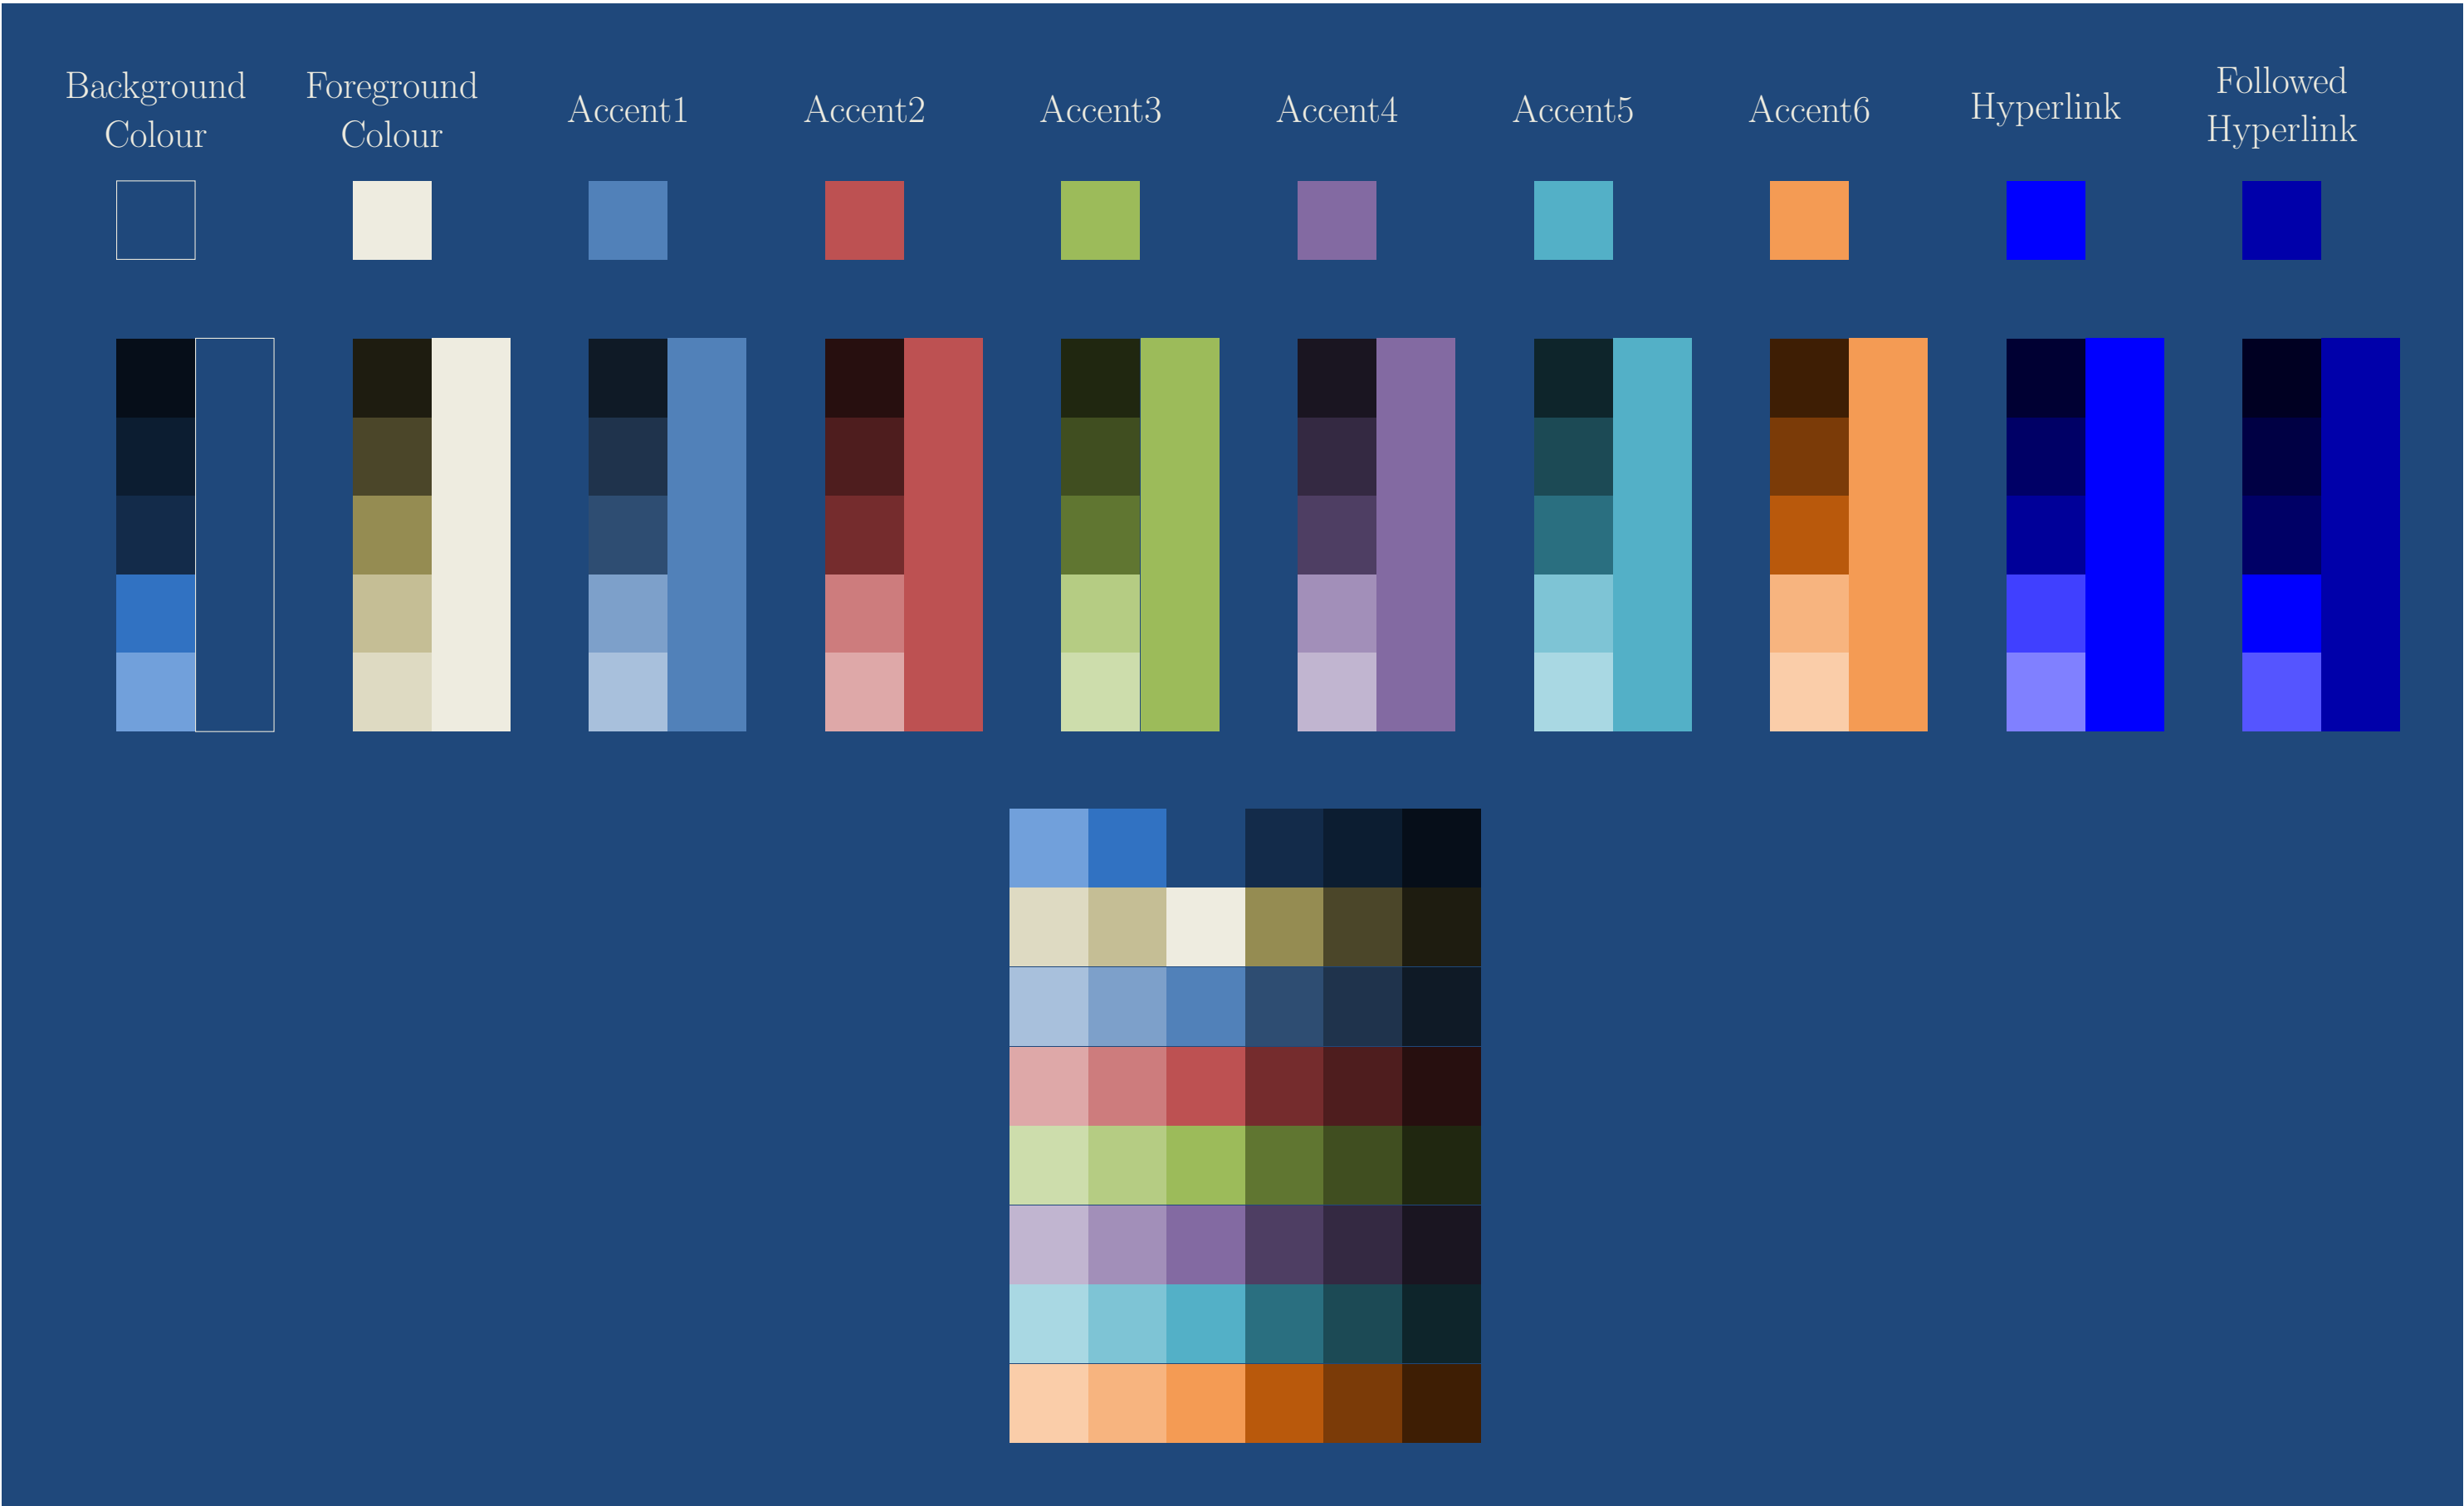 Background
Colour
Foreground
Colour
Accent1
Accent2
Accent3
Accent4
Accent5
Accent6
Hyperlink
Followed
Hyperlink